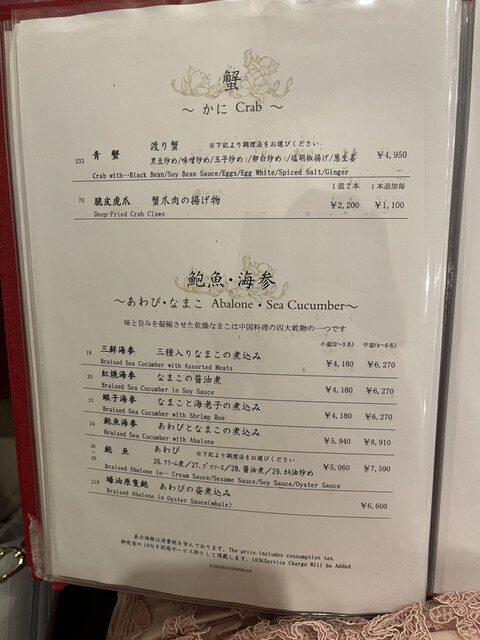 蟹
~ かに Crab ~
233 青 蟹 渡り蟹 ※下記より調理法をお選びください ¥4,950
黒豆炒め/味噌炒め/玉子炒め/卵白炒め/塩胡椒揚げ/葱生姜
Crab with…Black Bean/Soy Bean Sauce/Eggs/Egg White/Spiced Salt/Ginger
1皿2本 1本追加毎
76 脆皮虎爪 蟹爪肉の揚げ物 ¥2,200 ¥1,100
Deep-Fried Crab Claws
鮑魚・海参
~あわび・なまこ Abalone・Sea Cucumber~
味と旨みを凝縮させた乾燥なまこは中国料理の四大乾物の一つです
小盆(2~3名) 中盆(4~6名)
19 三鮮海参 三種入りなまこの煮込み ¥4,180 ¥6,270
Braised Sea Cucumber with Assorted Meats
20 紅焼海参 なまこの醤油煮 ¥4,180 ¥6,270
Braised Sea Cucumber in Soy Sauce
21 蝦子海参 なまこと海老子の煮込み ¥4,180 ¥6,270
Braised Sea Cucumber with Shrimp Roe
24 鮑魚海参 あわびとなまこの煮込み ¥5,940 ¥8,910
Braised Sea Cucumber with Abalone
26~29 鮑 魚 あわび ※下記より調理法をお選びください
26.クリーム煮/27.ゴマソース/28.醤油煮/29.カキ油炒め ¥5,060 ¥7,590
Braised Abalone in… Cream Sauce/Sesame Sauce/Soy Sauce/Oyster Sauce
218 蠔油原隻鮑 あわびの姿煮込み ¥6,600
Braised Abalone in Oyster Sauce(whole)
表示価格は消費税を含んでおります。The price includes consumption tax.
御飲食の10%を別途サービス料として頂戴します。10%Service Charge Will be Added